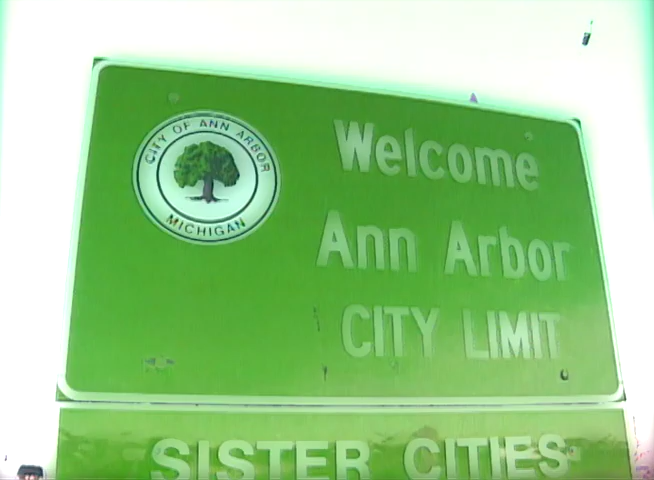 CITY OF ANN ARBOR
MICHIGAN
Welcome
Ann Arbor
CITY LIMIT
SISTER CITIES